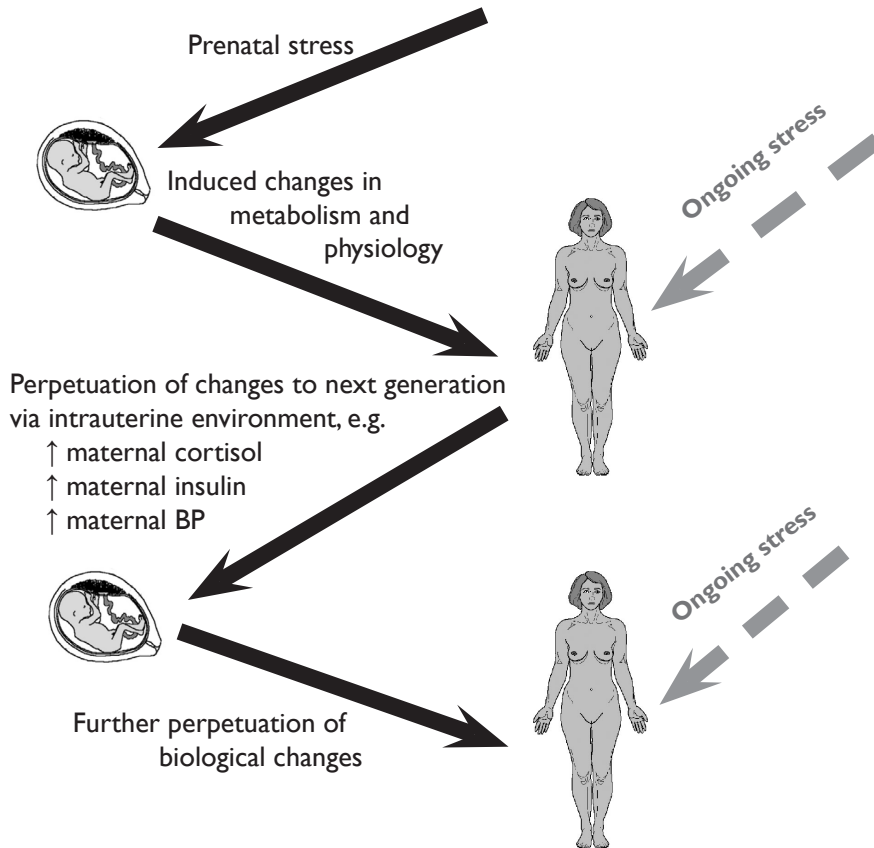 Prenatal stress
Ongoing stress
Induced changes in
metabolism and
physiology
Perpetuation of changes to next generation
via intrauterine environment, e.g.
↑ maternal cortisol
↑ maternal insulin
↑ maternal BP
Ongoing stress
Further perpetuation of
biological changes